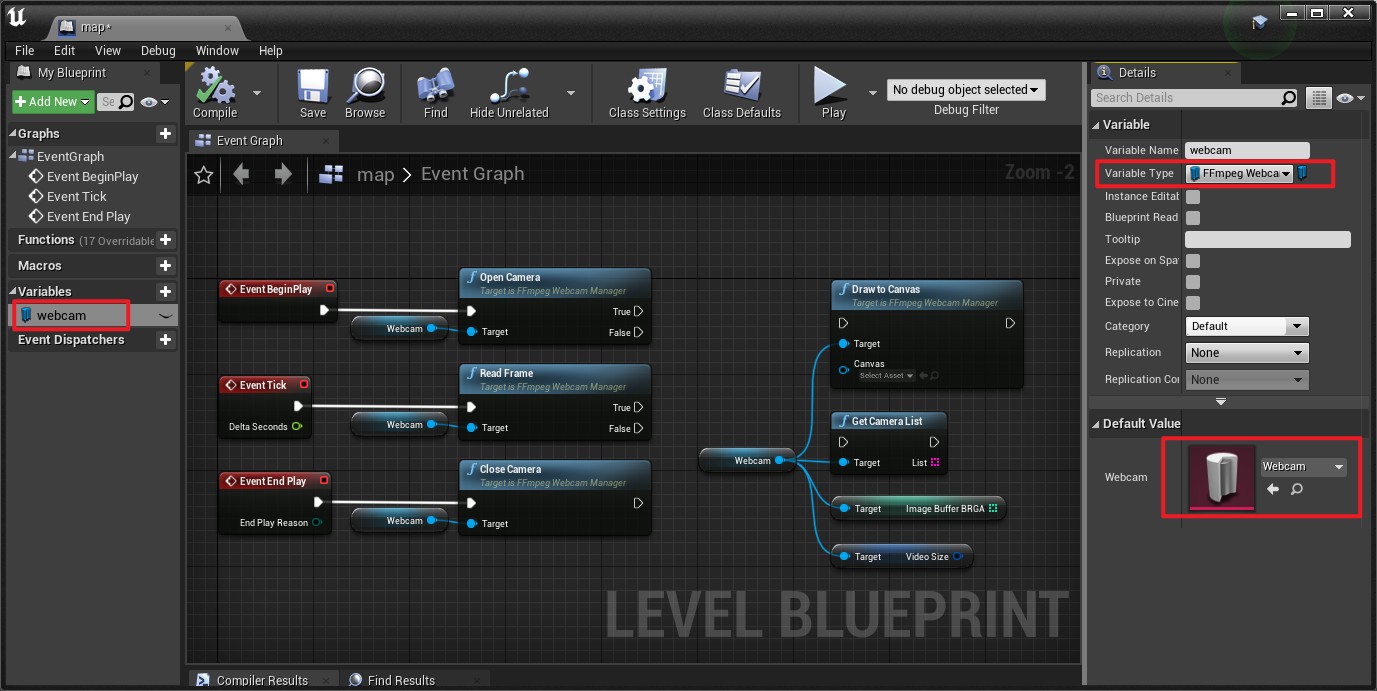 map*
File Edit View Debug Window Help
My Blueprint
Add New
Se
Graphs
EventGraph
Event BeginPlay
Event Tick
Event End Play
Functions (17 Overridable
Macros
Variables
webcam
Event Dispatchers
Compile
Save
Browse
Find
Hide Unrelated
Class Settings
Class Defaults
Play
No debug object selected
Debug Filter
Event Graph
map > Event Graph
Zoom -2
Event BeginPlay
Webcam
Open Camera
Target is FFmpeg Webcam Manager
True
Target
False
Event Tick
Delta Seconds
Webcam
Read Frame
Target is FFmpeg Webcam Manager
True
Target
False
Event End Play
End Play Reason
Webcam
Close Camera
Target is FFmpeg Webcam Manager
Target
Webcam
Draw to Canvas
Target is FFmpeg Webcam Manager
Target
Canvas
Select Asset
Get Camera List
Target List
Target Image Buffer BRGA
Target Video Size
LEVEL BLUEPRINT
Compiler Results
Find Results
Details
Search Details
Variable
Variable Name webcam
Variable Type FFmpeg Webca
Instance Editab
Blueprint Read
Tooltip
Expose on Spa
Private
Expose to Cine
Category Default
Replication None
Replication Co None
Default Value
Webcam
Webcam